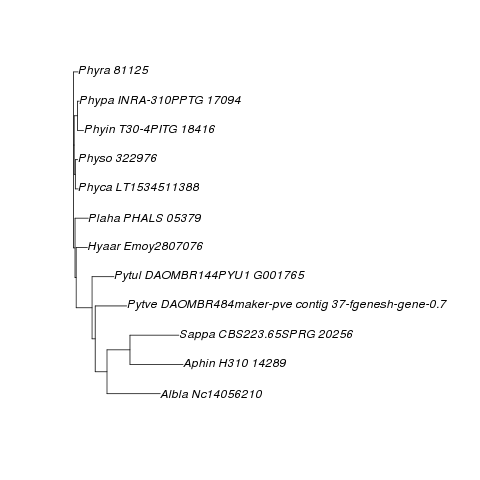 Phyra 81125
Phypa INRA-310PPTG 17094
Phyin T30-4PITG 18416
Physo 322976
Phyca LT1534511388
Plaha PHALS 05379
Hyaar Emoy2807076
Pytul DAOMBR144PYU1 G001765
Pytve DAOMBR484maker-pve contig 37-fgenesh-gene-0.7
Sappa CBS223.65SPRG 20256
Aphin H310 14289
Albla Nc14056210